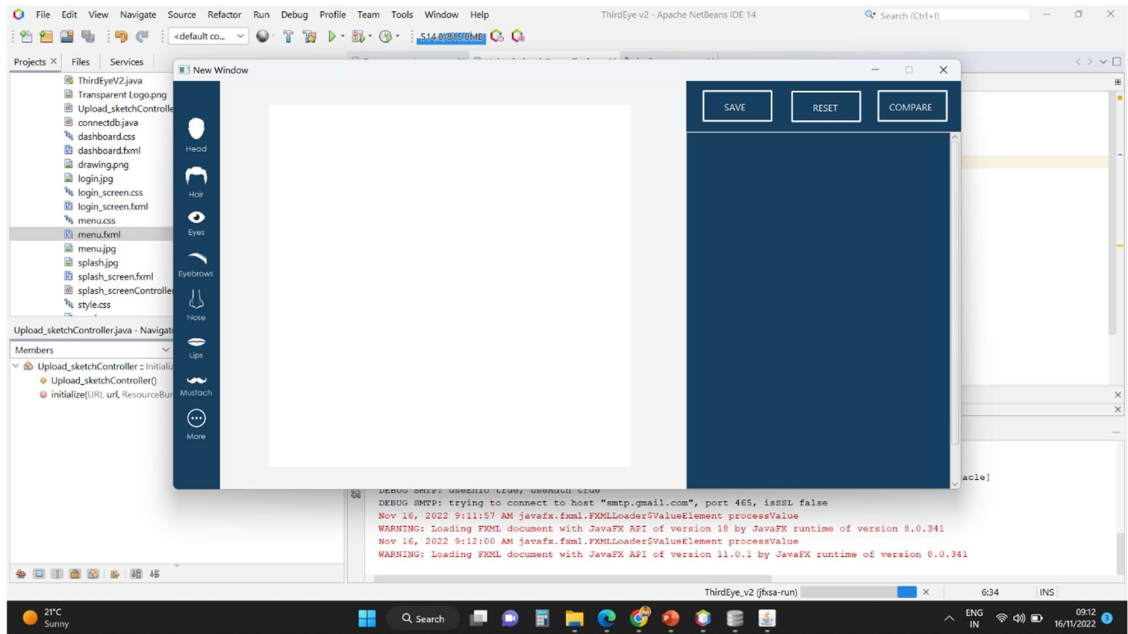 File Edit View Navigate Source Refactor Run Debug Profile Team Tools Window Help
ThirdEye v2 - Apache NetBeans IDE 14
Search (Ctrl+I)
<default co...
Projects
Files
Services
ThirdEyeV2.java
Transparent Logo.png
Upload_sketchControlle
connectdb.java
dashboard.css
dashboard.fxml
drawing.png
login.jpg
login_screen.css
login_screen.fxml
menu.css
menu.fxml
menu.jpg
splash.jpg
splash_screen.fxml
splash_screenControlle
style.css
Upload_sketchController.java - Navigat
Members
Upload_sketchController :: Initializ
Upload_sketchController()
initialize(URL url, ResourceBun
New Window
Head
Hair
Eyes
Eyebrows
Nose
Lips
Mustach
More
SAVE
RESET
COMPARE
acle]
DEBUG SMTP: useEhlo true, useAuth true
DEBUG SMTP: trying to connect to host "smtp.gmail.com", port 465, isSSL false
Nov 16, 2022 9:11:57 AM javafx.fxml.FXMLLoader$ValueElement processValue
WARNING: Loading FXML document with JavaFX API of version 18 by JavaFX runtime of version 8.0.341
Nov 16, 2022 9:12:00 AM javafx.fxml.FXMLLoader$ValueElement processValue
WARNING: Loading FXML document with JavaFX API of version 11.0.1 by JavaFX runtime of version 8.0.341
ThirdEye_v2 (jfxsa-run)
6:34
INS
21°C
Sunny
Search
ENG
IN
09:12
16/11/2022
3